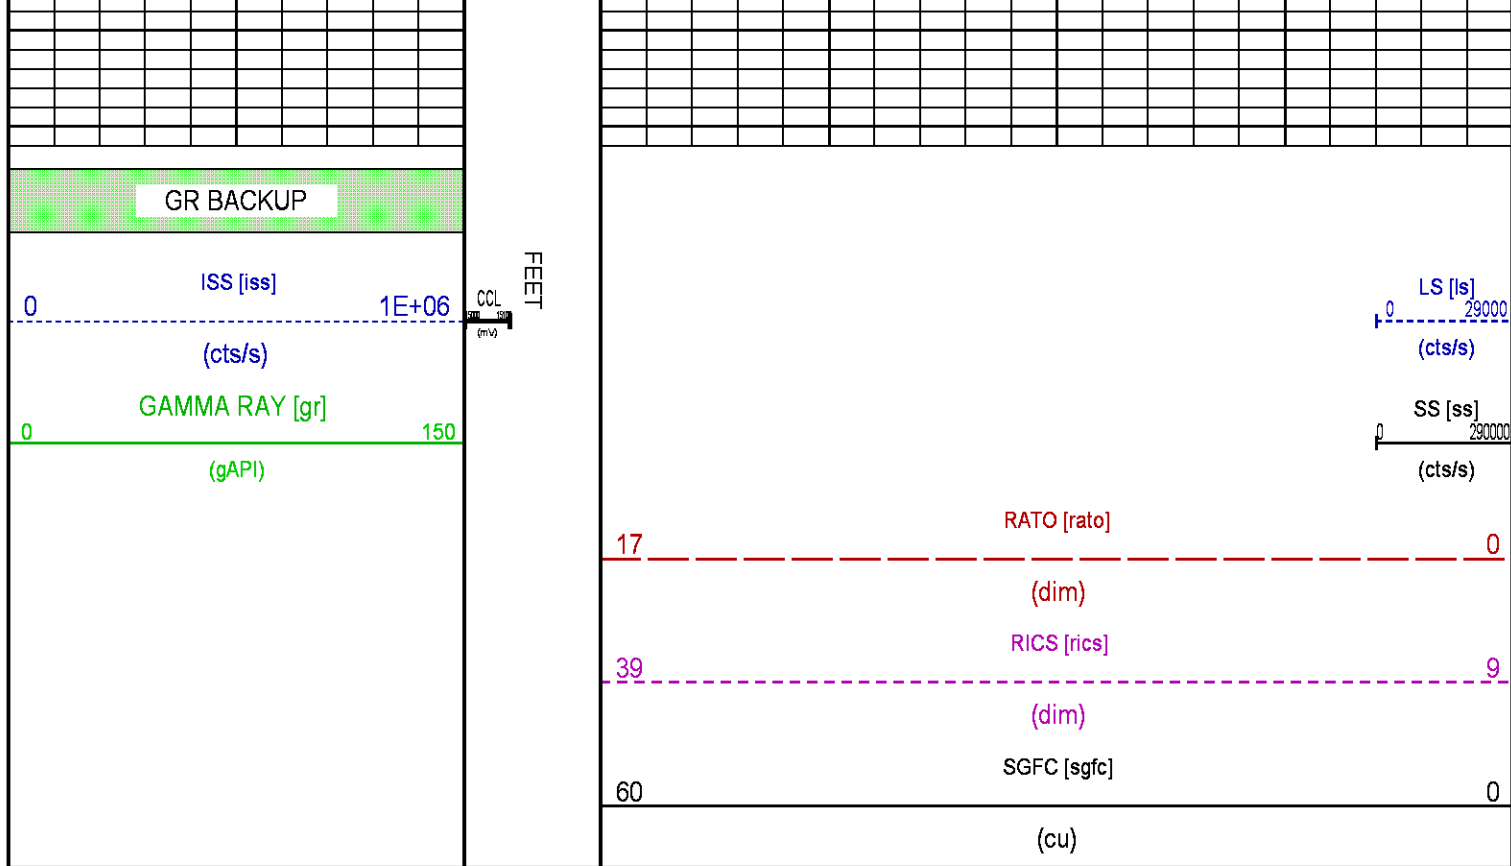 GR BACKUP
ISS [iss]
0 1E+06
(cts/s)
GAMMA RAY [gr]
0 150
(gAPI)
FEET
CCL
(mV)
LS [ls]
0 29000
(cts/s)
SS [ss]
0 290000
(cts/s)
RATO [rato]
17 0
(dim)
RICS [rics]
39 9
(dim)
SGFC [sgfc]
60 0
(cu)